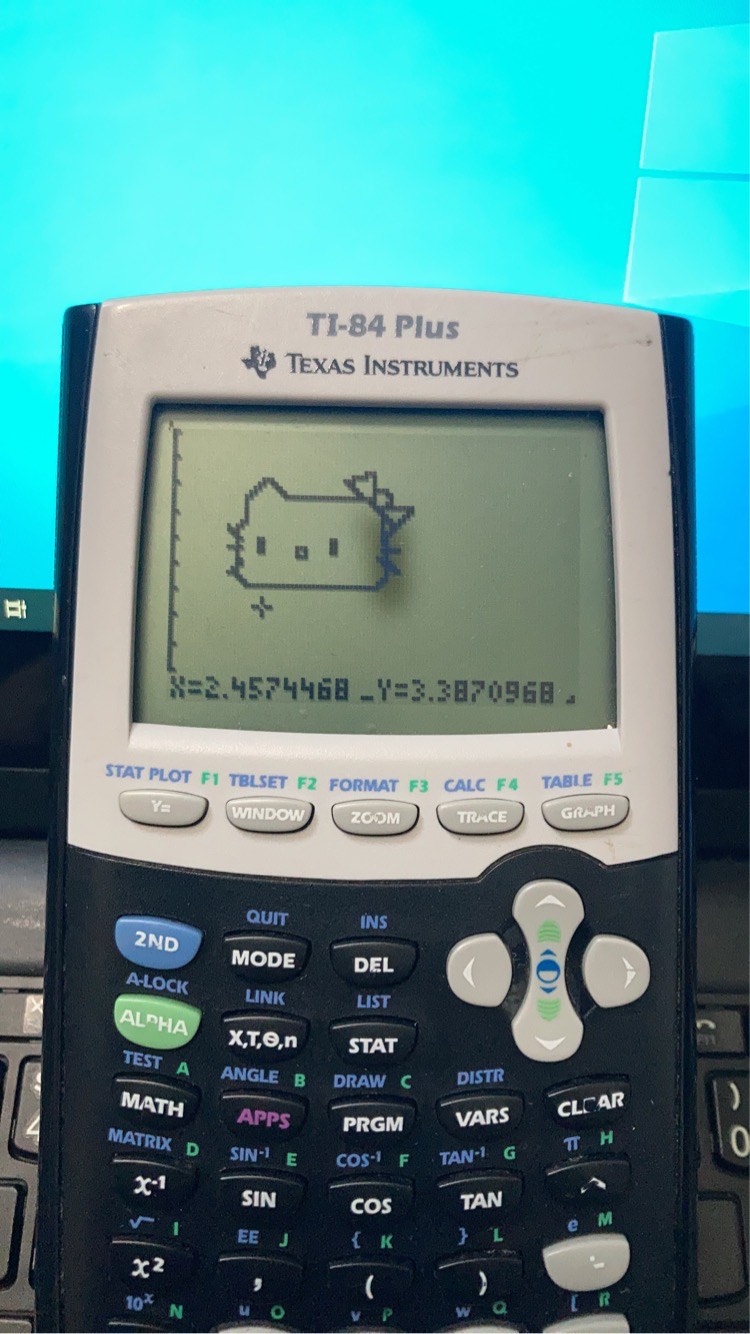 TI-84 Plus
TEXAS INSTRUMENTS
X=2.4574468 Y=3.3870968
STAT PLOT F1 TBLSET F2 FORMAT F3 CALC F4 TABLE F5
Y= WINDOW ZOOM TRACE GRAPH
QUIT INS
2ND MODE DEL
A-LOCK LINK LIST
ALPHA X,T,Θ,n STAT
TEST A ANGLE B DRAW C DISTR
MATH APPS PRGM VARS CLEAR
MATRIX D SIN⁻¹ E COS⁻¹ F TAN⁻¹ G π H
x⁻¹ SIN COS TAN ^
√ I EE J { K } L e M
x² , ( )
10ˣ N u O v P w Q [ R